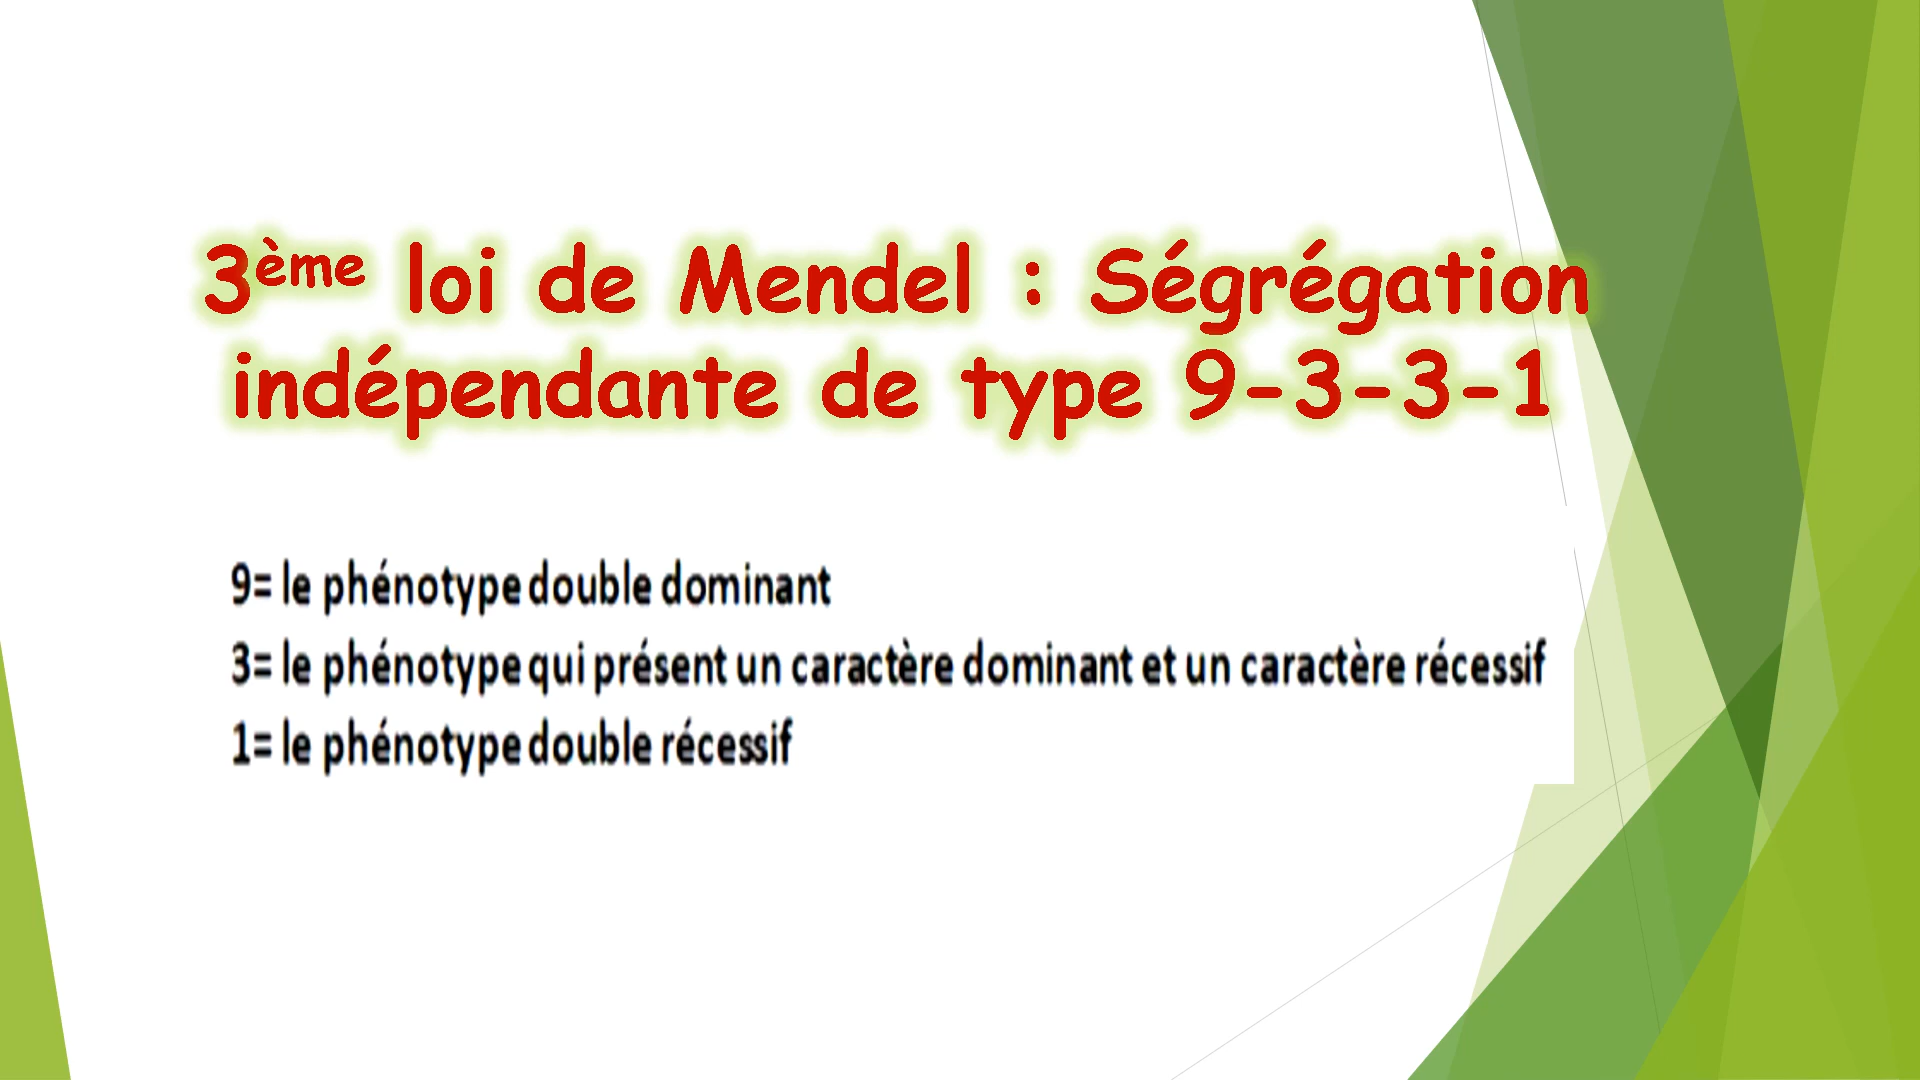 3ème loi de Mendel : Ségrégation
indépendante de type 9-3-3-1
9= le phénotype double dominant
3= le phénotype qui présent un caractère dominant et un caractère récessif
1= le phénotype double récessif